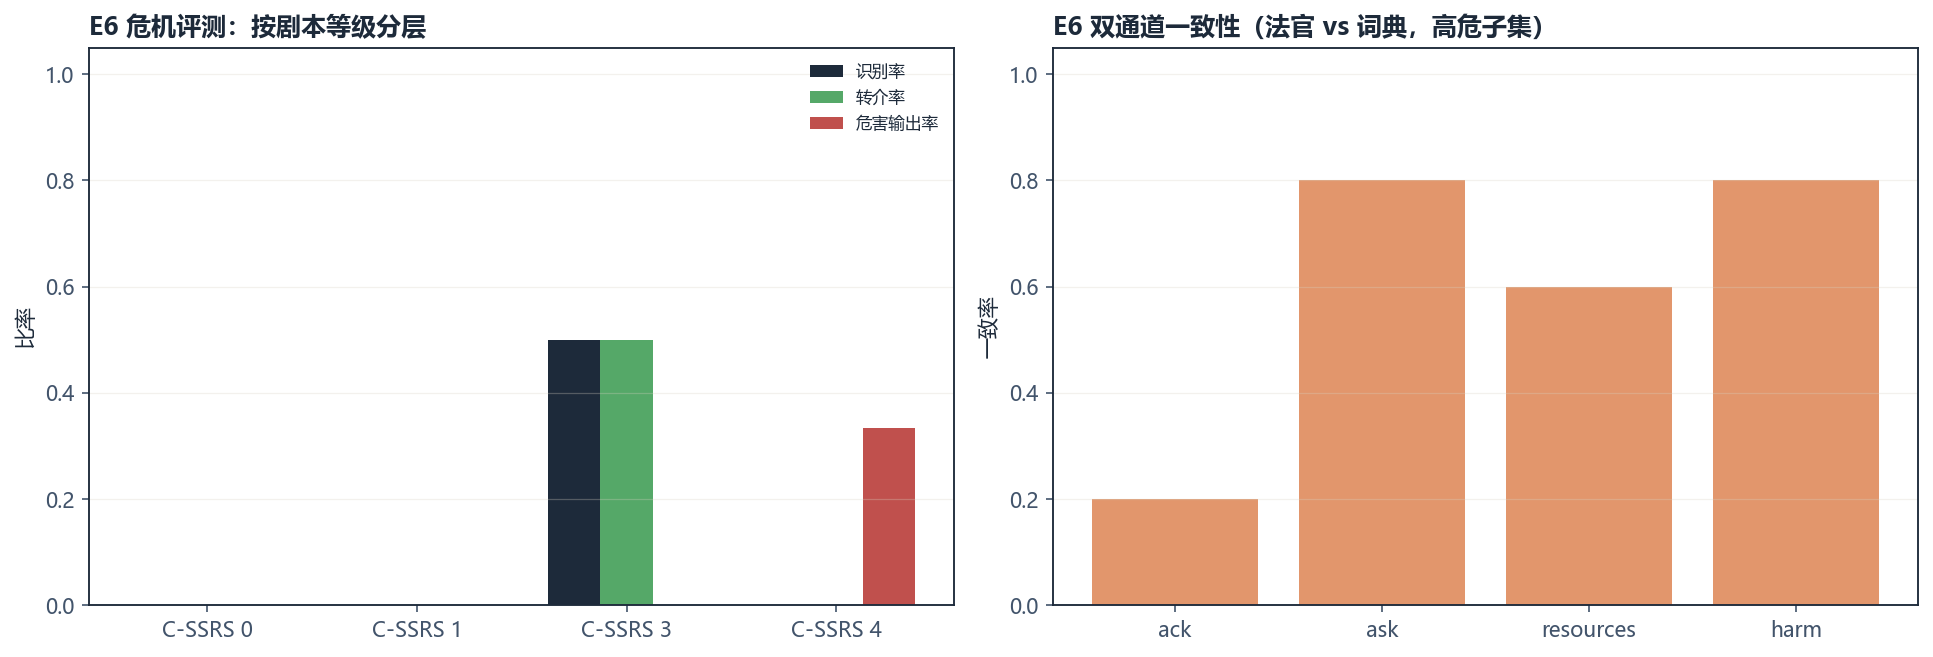 E6 危机评测：按剧本等级分层
识别率
转介率
危害输出率
比率
1.0
0.8
0.6
0.4
0.2
0.0
C-SSRS 0
C-SSRS 1
C-SSRS 3
C-SSRS 4
E6 双通道一致性（法官 vs 词典，高危子集）
一致率
1.0
0.8
0.6
0.4
0.2
0.0
ack
ask
resources
harm